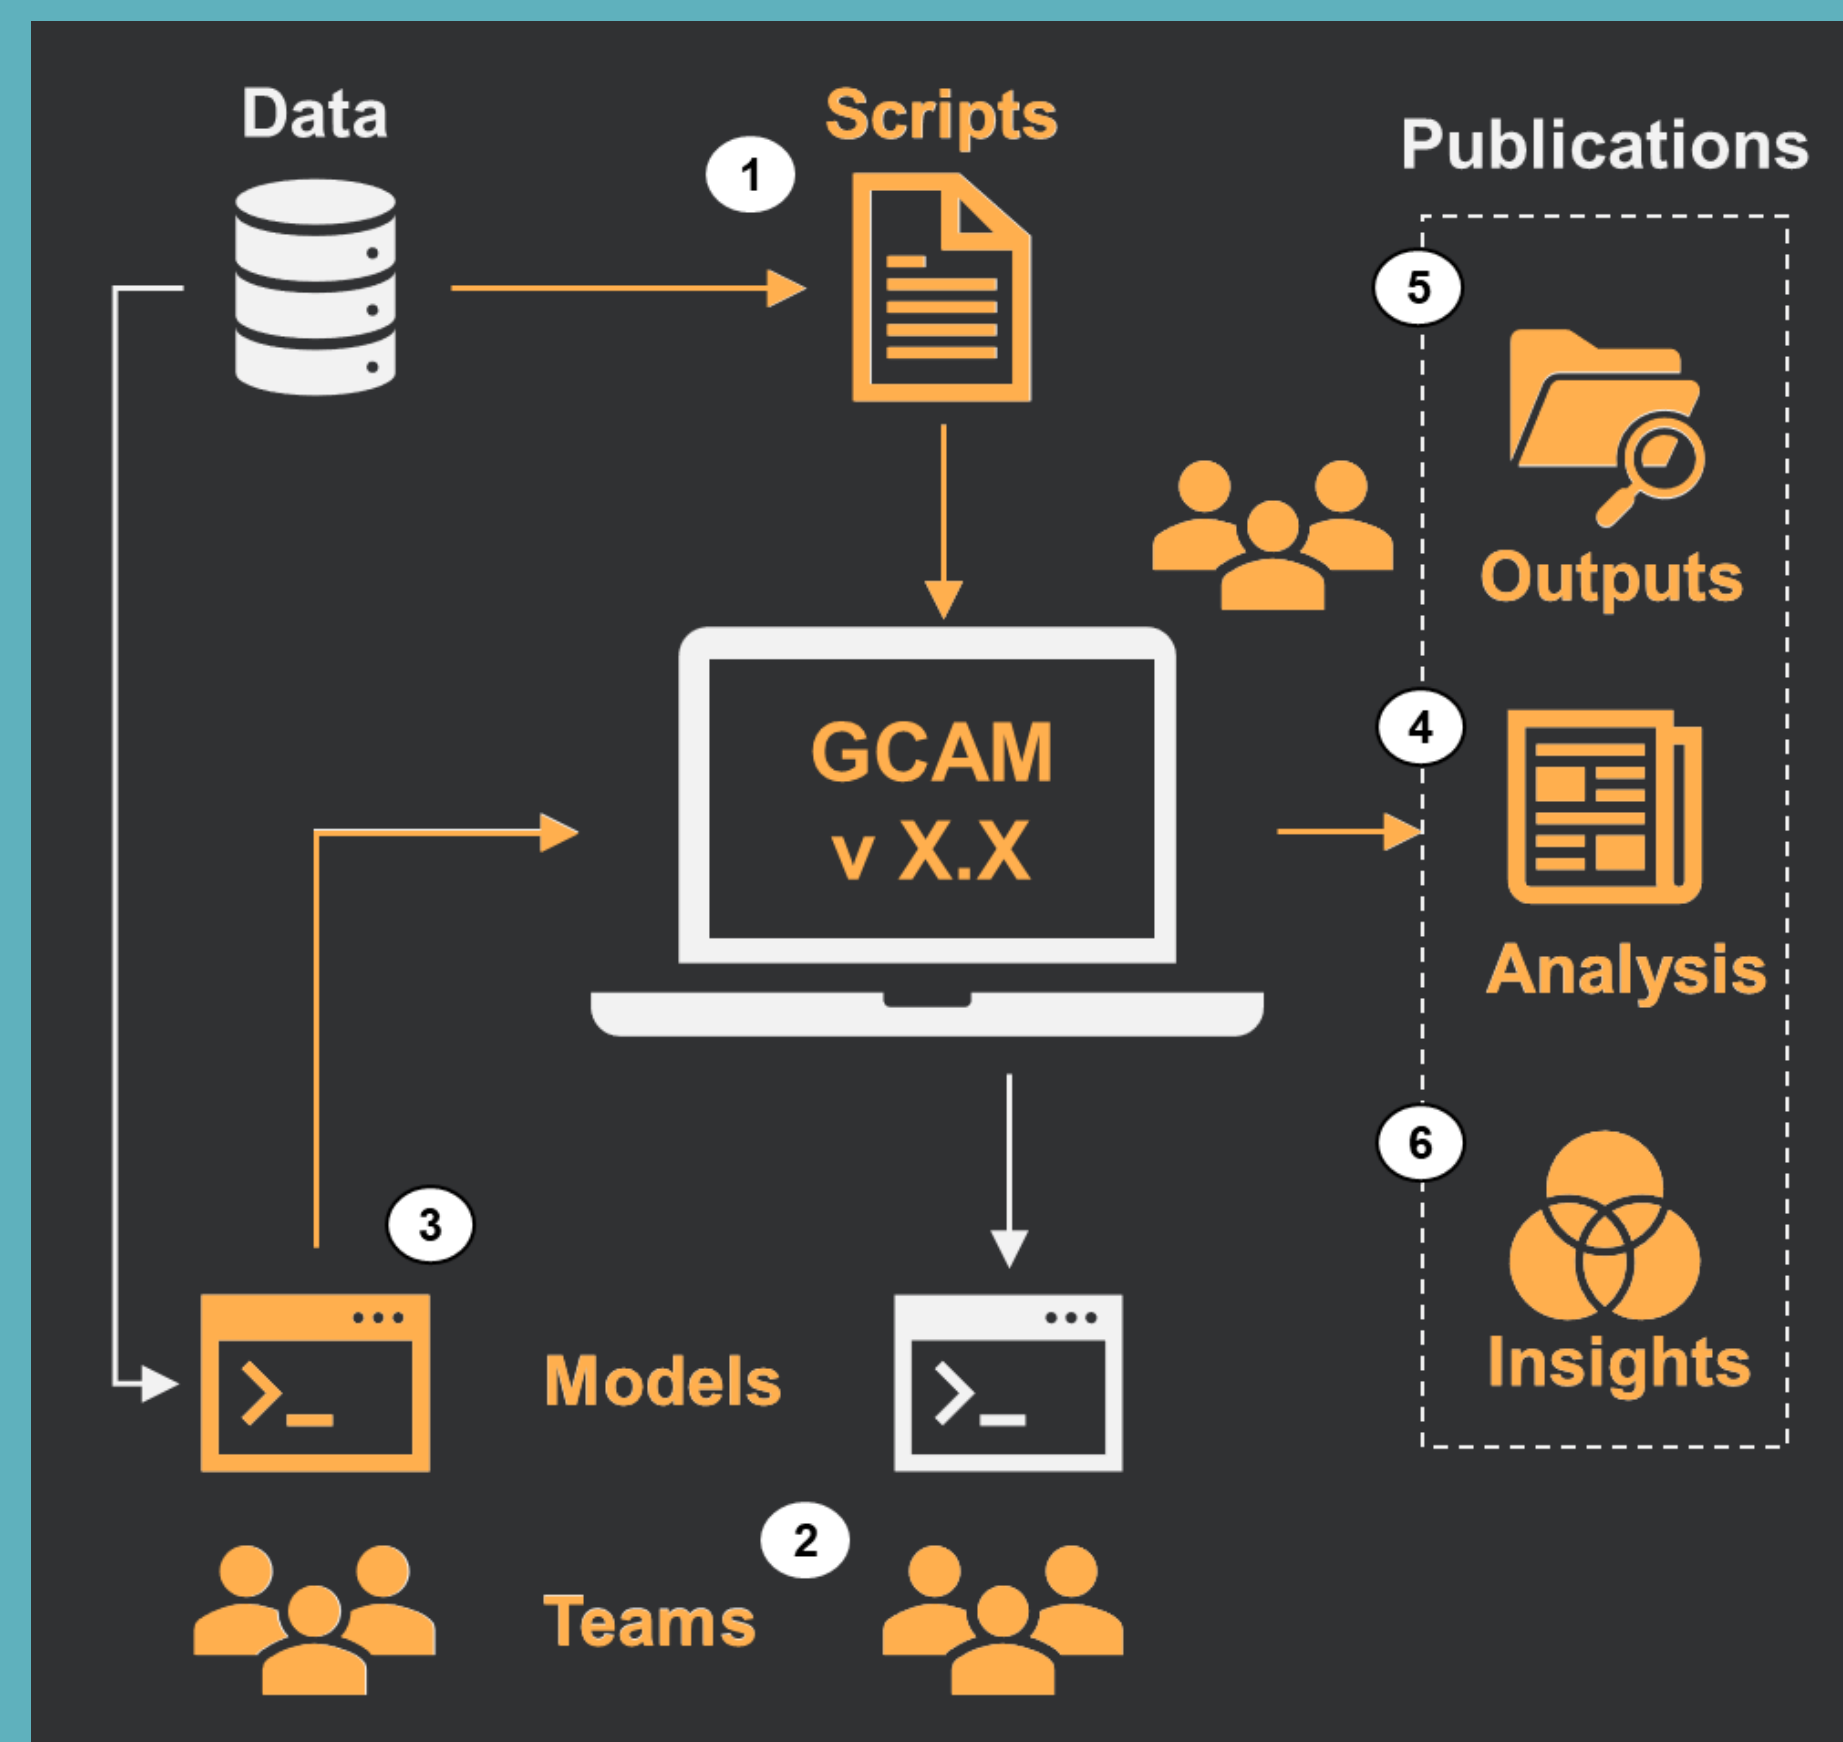 Data
Scripts
Publications
1
5
Outputs
GCAM
v X.X
4
Analysis
6
Insights
3
Models
>_
>_
2
Teams